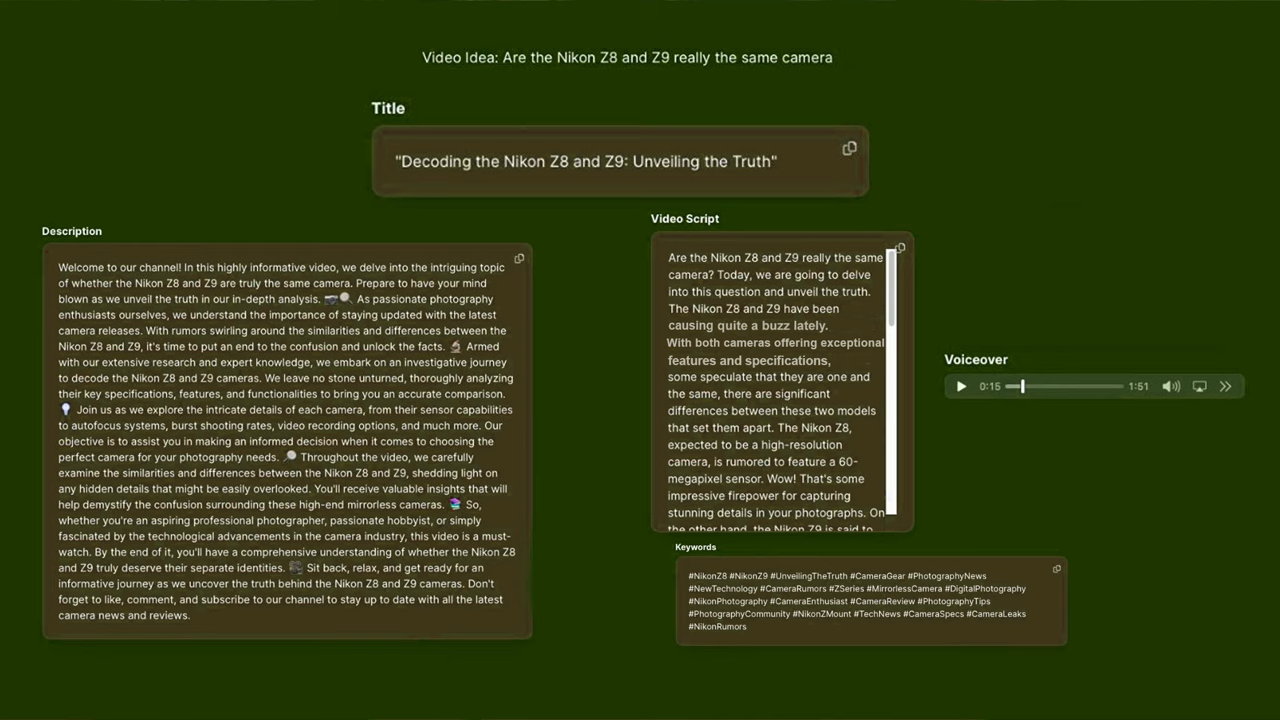 Video Idea: Are the Nikon Z8 and Z9 really the same camera
Title
"Decoding the Nikon Z8 and Z9: Unveiling the Truth"
Description
Welcome to our channel! In this highly informative video, we delve into the intriguing topic
of whether the Nikon Z8 and Z9 are truly the same camera. Prepare to have your mind
blown as we unveil the truth in our in-depth analysis. 📷🔍 As passionate photography
enthusiasts ourselves, we understand the importance of staying updated with the latest
camera releases. With rumors swirling around the similarities and differences between the
Nikon Z8 and Z9, it's time to put an end to the confusion and unlock the facts. 🔬 Armed
with our extensive research and expert knowledge, we embark on an investigative journey
to decode the Nikon Z8 and Z9 cameras. We leave no stone unturned, thoroughly analyzing
their key specifications, features, and functionalities to bring you an accurate comparison.
💡 Join us as we explore the intricate details of each camera, from their sensor capabilities
to autofocus systems, burst shooting rates, video recording options, and much more. Our
objective is to assist you in making an informed decision when it comes to choosing the
perfect camera for your photography needs. 🔎 Throughout the video, we carefully
examine the similarities and differences between the Nikon Z8 and Z9, shedding light on
any hidden details that might be easily overlooked. You'll receive valuable insights that will
help demystify the confusion surrounding these high-end mirrorless cameras. 📚 So,
whether you're an aspiring professional photographer, passionate hobbyist, or simply
fascinated by the technological advancements in the camera industry, this video is a must-
watch. By the end of it, you'll have a comprehensive understanding of whether the Nikon Z8
and Z9 truly deserve their separate identities. 🎥 Sit back, relax, and get ready for an
informative journey as we uncover the truth behind the Nikon Z8 and Z9 cameras. Don't
forget to like, comment, and subscribe to our channel to stay up to date with all the latest
camera news and reviews.
Video Script
Are the Nikon Z8 and Z9 really the same
camera? Today, we are going to delve
into this question and unveil the truth.
The Nikon Z8 and Z9 have been
causing quite a buzz lately.
With both cameras offering exceptional
features and specifications,
some speculate that they are one and
the same, there are significant
differences between these two models
that set them apart. The Nikon Z8,
expected to be a high-resolution
camera, is rumored to feature a 60-
megapixel sensor. Wow! That's some
impressive firepower for capturing
stunning details in your photographs. On
the other hand, the Nikon Z9 is said to
Voiceover
0:15 1:51
Keywords
#NikonZ8 #NikonZ9 #UnveilingTheTruth #CameraGear #PhotographyNews
#NewTechnology #CameraRumors #ZSeries #MirrorlessCamera #DigitalPhotography
#NikonPhotography #CameraEnthusiast #CameraReview #PhotographyTips
#PhotographyCommunity #NikonZMount #TechNews #CameraSpecs #CameraLeaks
#NikonRumors